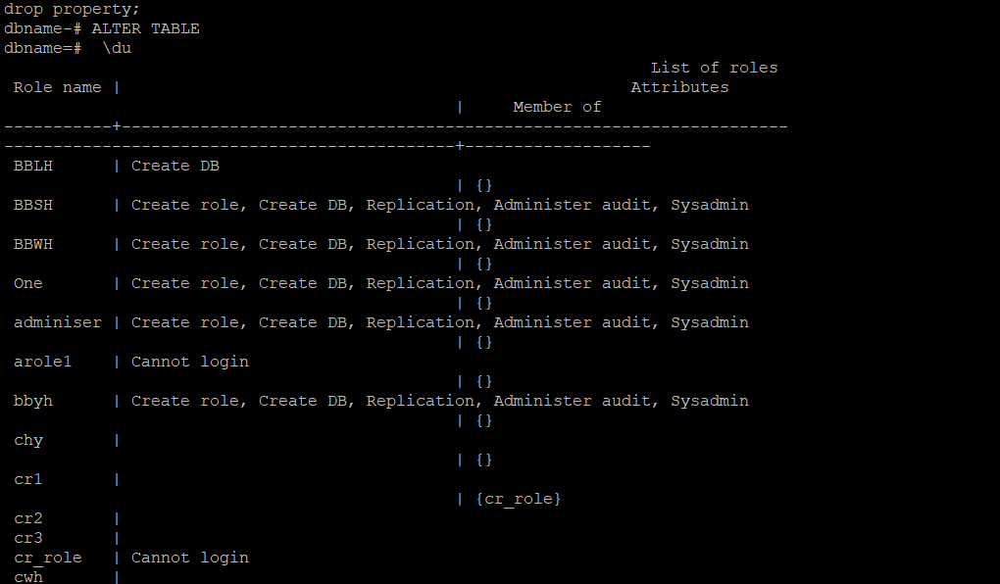 drop property;
dbname-# ALTER TABLE
dbname=#  \du
List of roles
Role name |                                                    Attributes
|     Member of
-----------+--------------------------------------------------------------------
----------------------------------------------+-------------------
BBLH      | Create DB
| {}
BBSH      | Create role, Create DB, Replication, Administer audit, Sysadmin
| {}
BBWH      | Create role, Create DB, Replication, Administer audit, Sysadmin
| {}
One       | Create role, Create DB, Replication, Administer audit, Sysadmin
| {}
adminiser | Create role, Create DB, Replication, Administer audit, Sysadmin
| {}
arole1    | Cannot login
| {}
bbyh      | Create role, Create DB, Replication, Administer audit, Sysadmin
| {}
chy       |
| {}
cr1       |
| {cr_role}
cr2       |
cr3       |
cr_role   | Cannot login
cwh       |